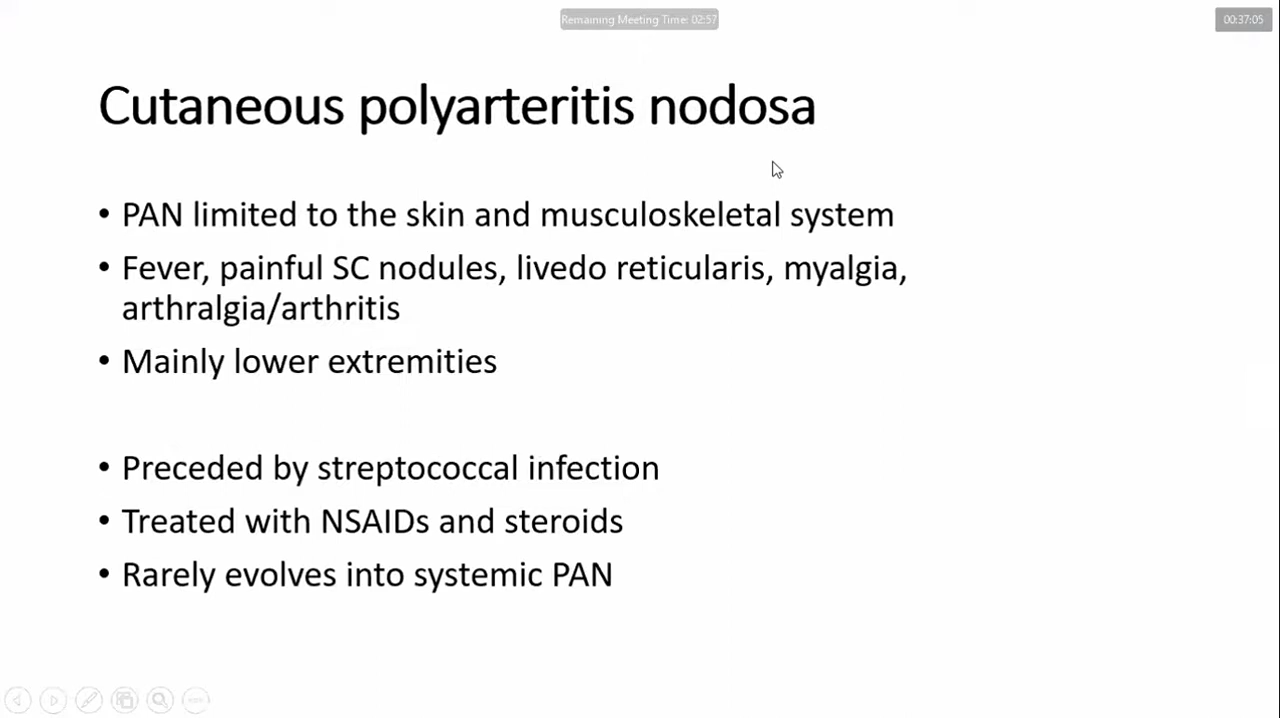 Remaining Meeting Time: 02:57
00:37:05
Cutaneous polyarteritis nodosa
• PAN limited to the skin and musculoskeletal system
• Fever, painful SC nodules, livedo reticularis, myalgia,
arthralgia/arthritis
• Mainly lower extremities
• Preceded by streptococcal infection
• Treated with NSAIDs and steroids
• Rarely evolves into systemic PAN